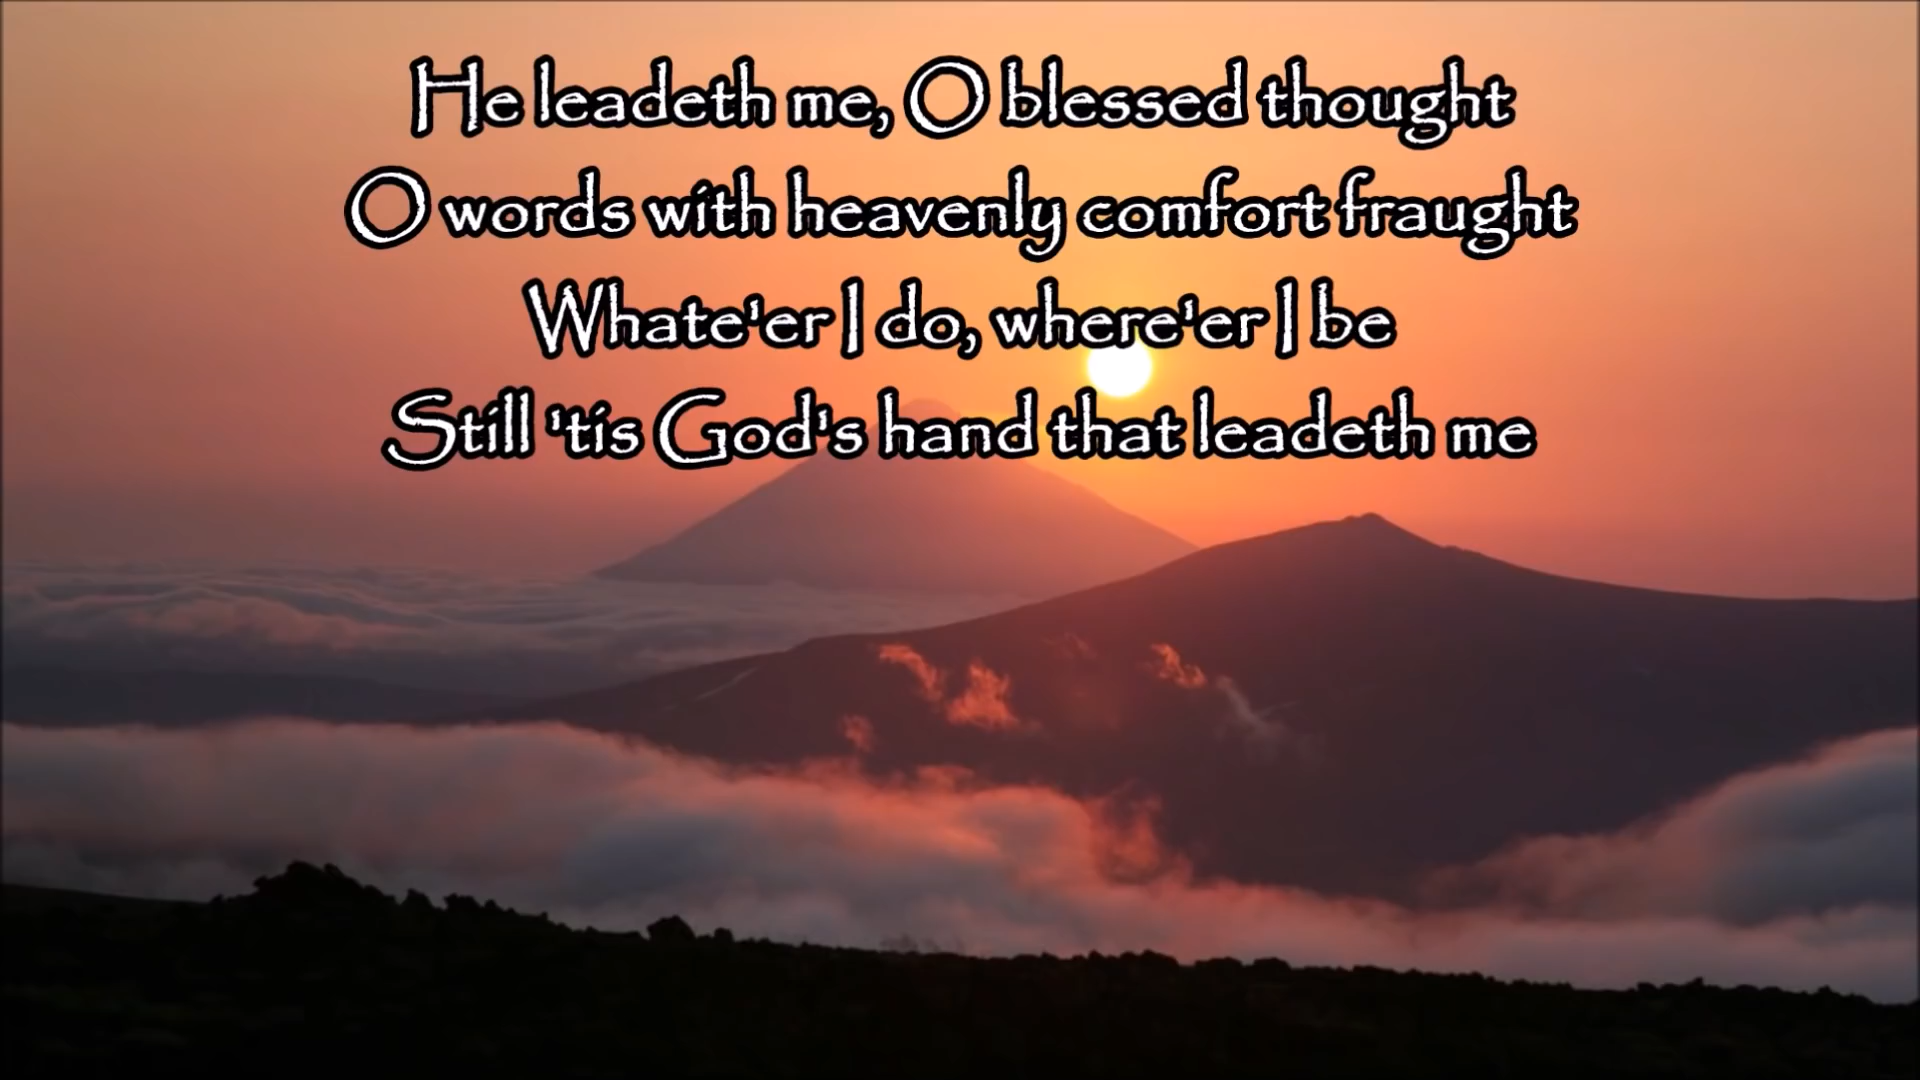 He leadeth me, O blessed thought
O words with heavenly comfort fraught
Whate'er I do, where'er I be
Still 'tis God's hand that leadeth me